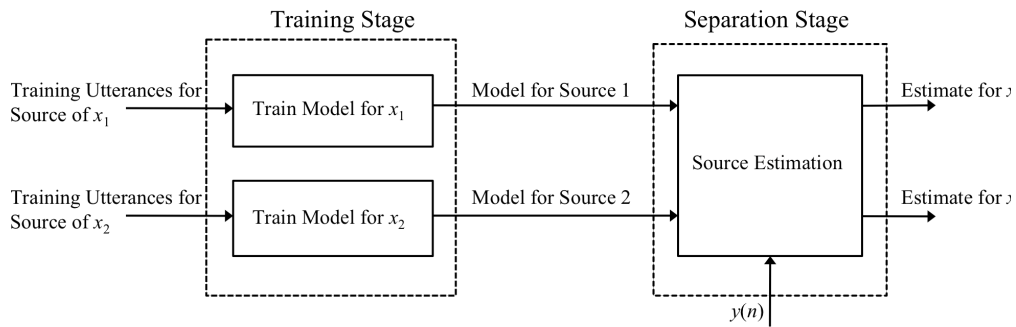 Training Stage
Separation Stage
Training Utterances for
Source of x₁
Train Model for x₁
Model for Source 1
Estimate for
Source Estimation
Training Utterances for
Source of x₂
Train Model for x₂
Model for Source 2
Estimate for
y(n)